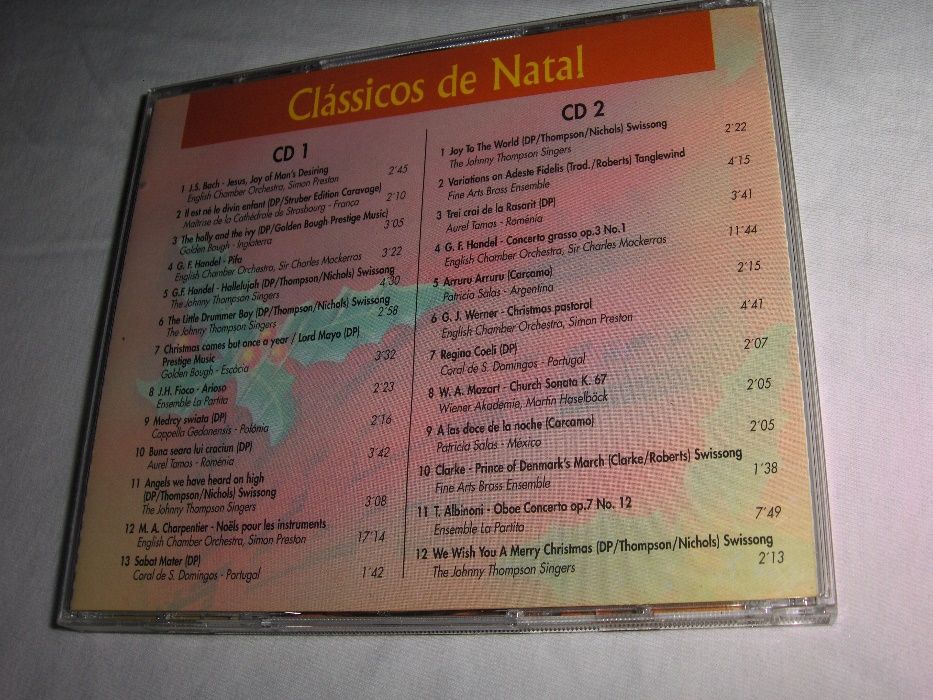 Clássicos de Natal
CD 1
1 J.S. Bach - Jesus, Joy of Man's Desiring
English Chamber Orchestra, Simon Preston 2´45
2 Il est né le divin enfant (DP/Struber Edition Caravage)
Maîtrise de la Cathédrale de Strasbourg - França 2´10
3 The holly and the ivy (DP/Golden Bough Prestige Music)
Golden Bough - Inglaterra 3´05
4 G. F. Handel - Pifa
English Chamber Orchestra, Sir Charles Mackerras 3´22
5 G.F. Handel - Hallelujah (DP/Thompson/Nichols) Swissong
The Johnny Thompson Singers 4´30
6 The Little Drummer Boy (DP/Thompson/Nichols) Swissong
The Johnny Thompson Singers 2´58
7 Christmas comes but once a year / Lord Mayo (DP)
Prestige Music
Golden Bough - Escócia 3´32
8 J.H. Fioco - Arioso
Ensemble La Partita 2´23
9 Medrcy swiata (DP)
Cappella Gedanensis - Polónia 2´16
10 Buna seara lui craciun (DP)
Aurel Tamas - Roménia 3´42
11 Angels we have heard on high
(DP/Thompson/Nichols) Swissong
The Johnny Thompson Singers 3´08
12 M. A. Charpentier - Noëls pour les instruments
English Chamber Orchestra, Simon Preston 17´14
13 Sabat Mater (DP)
Coral de S. Domingos - Portugal 1´42
CD 2
1 Joy To The World (DP/Thompson/Nichols) Swissong
The Johnny Thompson Singers 2´22
2 Variations on Adeste Fidelis (Trad./Roberts) Tanglewind
Fine Arts Brass Ensemble 4´15
3 Trei crai de la Rasarit (DP)
Aurel Tamas - Roménia 3´41
4 G. F. Handel - Concerto grasso op.3 No.1
English Chamber Orchestra, Sir Charles Mackerras 11´44
5 Arruru Arruru (Carcamo)
Patricia Salas - Argentina 2´15
6 G. J. Werner - Christmas pastoral
English Chamber Orchestra, Simon Preston 4´41
7 Regina Coeli (DP)
Coral de S. Domingos - Portugal 2´07
8 W. A. Mozart - Church Sonata K. 67
Wiener Akademie, Martin Haselböck 2´05
9 A las doce de la noche (Carcamo)
Patricia Salas - México 2´05
10 Clarke - Prince of Denmark's March (Clarke/Roberts) Swissong
Fine Arts Brass Ensemble 1´38
11 T. Albinoni - Oboe Concerto op.7 No. 12
Ensemble La Partita 7´49
12 We Wish You A Merry Christmas (DP/Thompson/Nichols) Swissong
The Johnny Thompson Singers 2´13